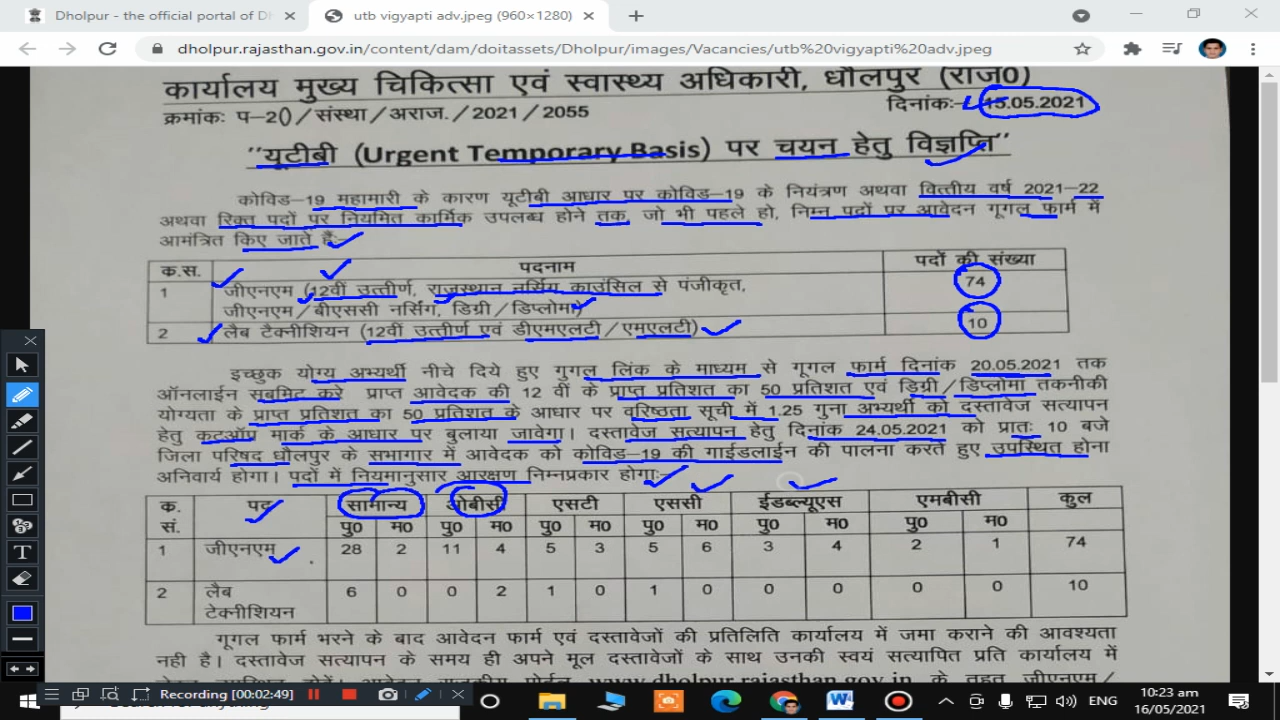 Dholpur - the official portal of Dh
utb vigyapti adv.jpeg (960×1280)
dholpur.rajasthan.gov.in/content/dam/doitassets/Dholpur/images/Vacancies/utb%20vigyapti%20adv.jpeg
कार्यालय मुख्य चिकित्सा एवं स्वास्थ्य अधिकारी, धौलपुर (राज0)
क्रमांकः प–2()/संस्था/अराज./2021/2055 दिनांकः– 15.05.2021
"यूटीबी (Urgent Temporary Basis) पर चयन हेतु विज्ञप्ति"
कोविड–19 महामारी के कारण यूटीबी आधार पर कोविड–19 के नियंत्रण अथवा वित्तीय वर्ष 2021–22
अथवा रिक्त पदों पर नियमित कार्मिक उपलब्ध होने तक, जो भी पहले हो, निम्न पदों पर आवेदन गूगल फार्म में
आमंत्रित किए जाते हैंः–
क.स. पदनाम पदों की संख्या
1 जीएनएम (12वीं उत्तीर्ण, राजस्थान नर्सिंग काउंसिल से पंजीकृत, 74
जीएनएम/बीएससी नर्सिंग, डिग्री/डिप्लोमा)
2 लैब टैक्नीशियन (12वीं उत्तीर्ण एवं डीएमएलटी/एमएलटी) 10
इच्छुक योग्य अभ्यर्थी नीचे दिये हुए गुगल लिंक के माध्यम से गूगल फार्म दिनांक 20.05.2021 तक
ऑनलाईन सबमिट करे प्राप्त आवेदक की 12 वीं के प्राप्त प्रतिशत का 50 प्रतिशत एवं डिग्री/डिप्लोमा तकनीकी
योग्यता के प्राप्त प्रतिशत का 50 प्रतिशत के आधार पर वरिष्ठता सूची में 1.25 गुना अभ्यर्थी को दस्तावेज सत्यापन
हेतु कटऑफ मार्क के आधार पर बुलाया जावेगा। दस्तावेज सत्यापन हेतु दिनांक 24.05.2021 को प्रातः 10 बजे
जिला परिषद धौलपुर के सभागार में आवेदक को कोविड–19 की गाईडलाईन की पालना करते हुए उपस्थित होना
अनिवार्य होगा। पदों में नियमानुसार आरक्षण निम्नप्रकार होगाः–
क. सं. पद सामान्य ओबीसी एसटी एससी ईडब्ल्यूएस एमबीसी कुल
पु0 म0 पु0 म0 पु0 म0 पु0 म0 पु0 म0 पु0 म0
1 जीएनएम 28 2 11 4 5 3 5 6 3 4 2 1 74
2 लैब टेक्नीशियन 6 0 0 2 1 0 1 0 0 0 0 0 10
गूगल फार्म भरने के बाद आवेदन फार्म एवं दस्तावेजों की प्रतिलिति कार्यालय में जमा कराने की आवश्यता
नही है। दस्तावेज सत्यापन के समय ही अपने मूल दस्तावेजों के साथ उनकी स्वयं सत्यापित प्रति कार्यालय में
www.dholpur.rajasthan.gov.in के तहत जीएनएम/
Recording [00:02:49]
ENG
10:23 am
16/05/2021